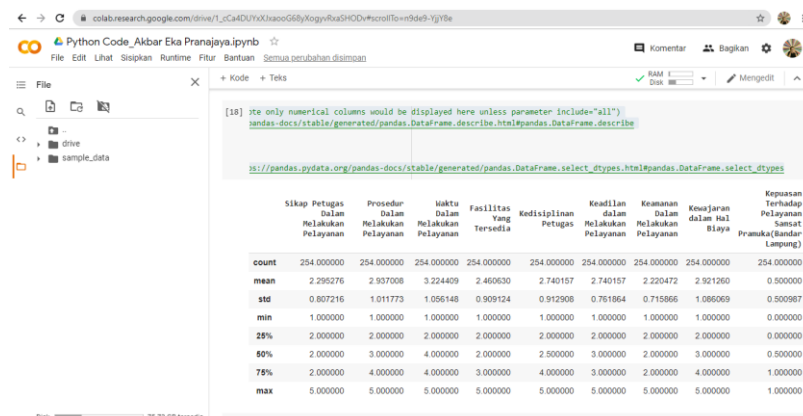 colab.research.google.com/drive/1_cCa4DUYxXJxaooG68yXogyvRxaSHODv#scrollTo=n9de9-YjjY8e
CO
Python Code_Akbar Eka Pranajaya.ipynb
Komentar
Bagikan
File Edit Lihat Sisipkan Runtime Fitur Bantuan Semua perubahan disimpan
File
+ Kode + Teks
RAM
Disk
Mengedit
..
drive
sample_data
[18] ote only numerical columns would be displayed here unless parameter include="all")
pandas-docs/stable/generated/pandas.DataFrame.describe.html#pandas.DataFrame.describe
ps://pandas.pydata.org/pandas-docs/stable/generated/pandas.DataFrame.select_dtypes.html#pandas.DataFrame.select_dtypes
Sikap Petugas Dalam Melakukan Pelayanan
Prosedur Dalam Melakukan Pelayanan
Waktu Dalam Melakukan Pelayanan
Fasilitas Yang Tersedia
Kedisiplinan Petugas
Keadilan dalam Melakukan Pelayanan
Keamanan Dalam Melakukan Pelayanan
Kewajaran dalam Hal Biaya
Kepuasan Terhadap Pelayanan Samsat Pramuka(Bandar Lampung)
count 254.000000 254.000000 254.000000 254.000000 254.000000 254.000000 254.000000 254.000000 254.000000
mean 2.295276 2.937008 3.224409 2.460630 2.740157 2.740157 2.220472 2.921260 0.500000
std 0.807216 1.011773 1.056148 0.909124 0.912908 0.761864 0.715866 1.086069 0.500987
min 1.000000 1.000000 1.000000 1.000000 1.000000 1.000000 1.000000 1.000000 0.000000
25% 2.000000 2.000000 2.000000 2.000000 2.000000 2.000000 2.000000 2.000000 0.000000
50% 2.000000 3.000000 4.000000 2.000000 2.500000 3.000000 2.000000 3.000000 0.500000
75% 2.000000 4.000000 4.000000 3.000000 4.000000 3.000000 2.000000 4.000000 1.000000
max 5.000000 5.000000 5.000000 5.000000 5.000000 5.000000 5.000000 5.000000 1.000000